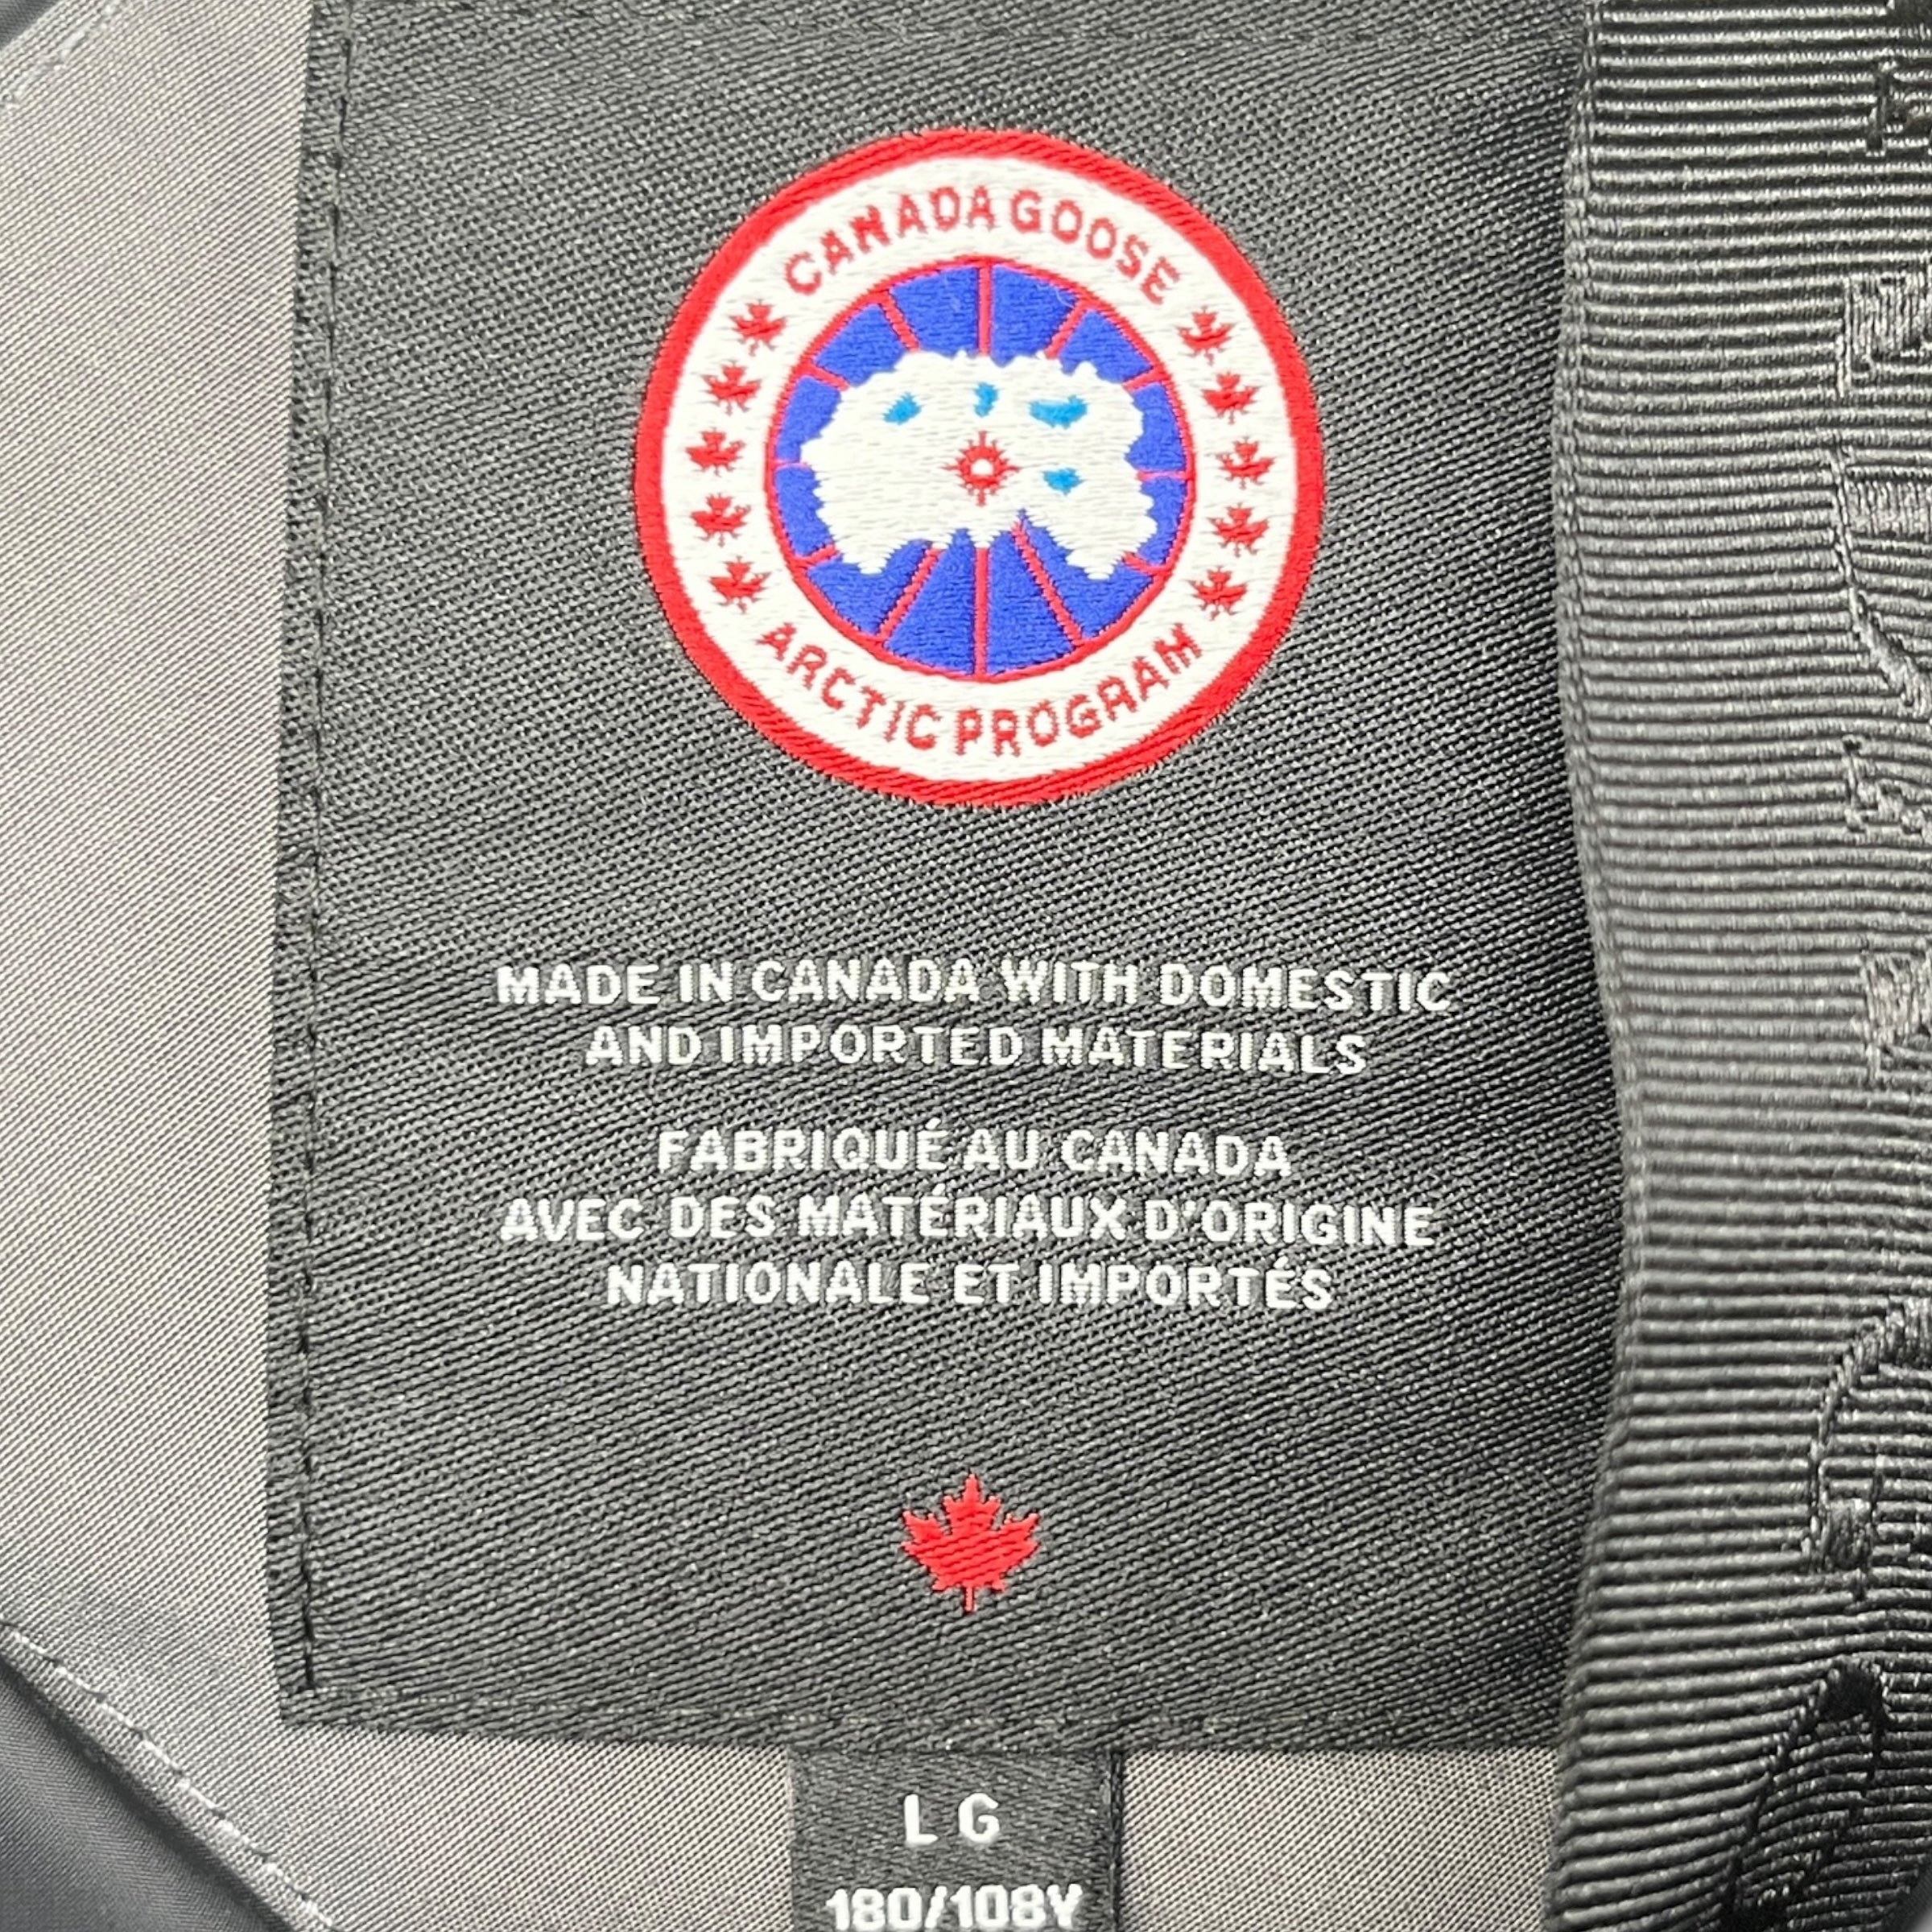 CANADA GOOSE
ARCTIC PROGRAM
MADE IN CANADA WITH DOMESTIC
AND IMPORTED MATERIALS
FABRIQUÉ AU CANADA
AVEC DES MATÉRIAUX D'ORIGINE
NATIONALE ET IMPORTÉS
LG
180/108Y